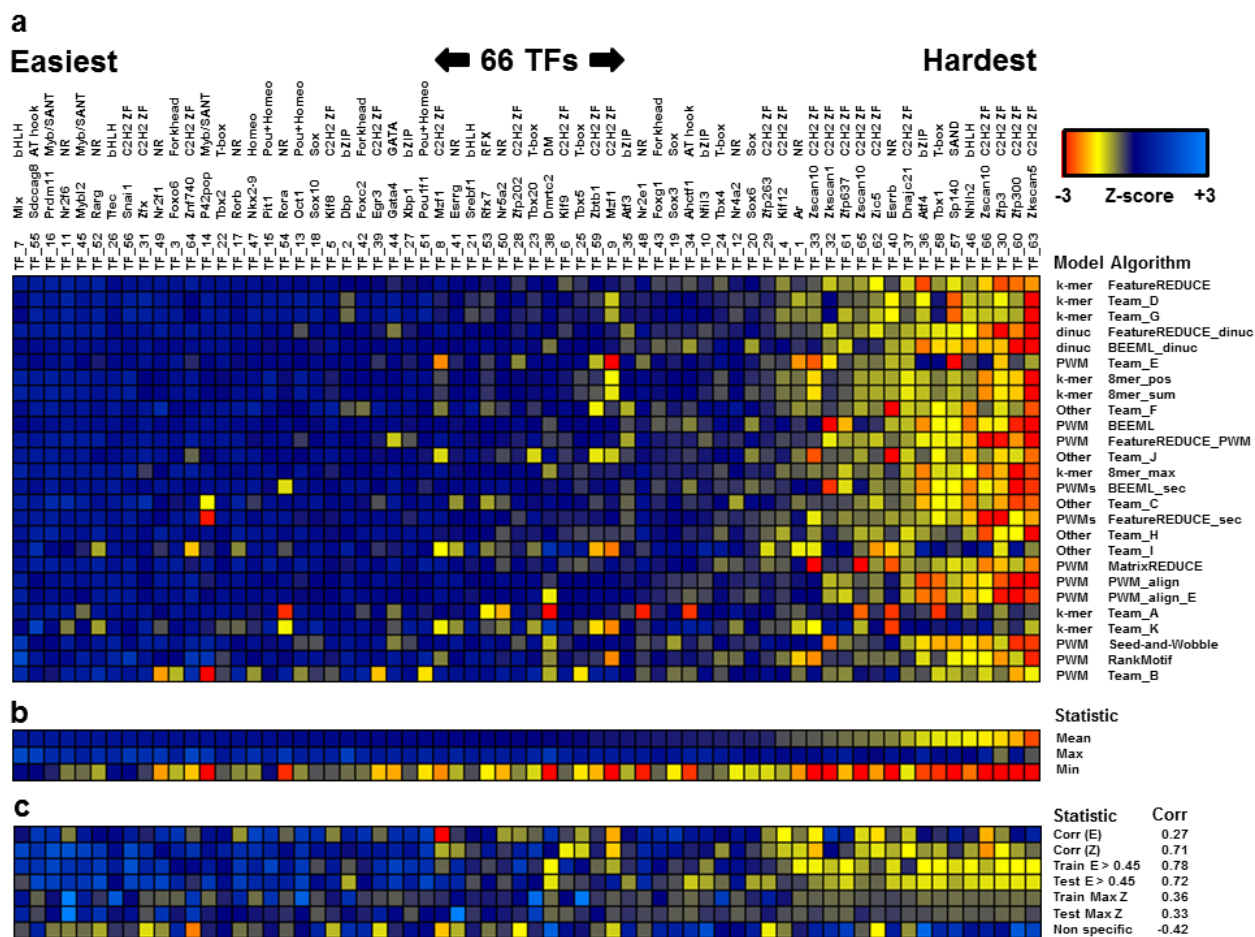 a
Easiest
66 TFs
Hardest
TF_7 Mlx bHLH
TF_55 Sdccag8 AT hook
TF_16 Prdm11 Myb/SANT
TF_11 Nr2f6 NR
TF_45 Mybl2 Myb/SANT
TF_52 Rarg NR
TF_26 Tfec bHLH
TF_56 Snai1 C2H2 ZF
TF_31 Zfx C2H2 ZF
TF_49 Nr2f1 NR
TF_3 Foxo6 Forkhead
TF_64 Znf740 C2H2 ZF
TF_14 P42pop Myb/SANT
TF_22 Tbx2 T-box
TF_17 Rorb NR
TF_47 Nkx2-9 Homeo
TF_15 Pit1 Pou+Homeo
TF_54 Rora NR
TF_13 Oct1 Pou+Homeo
TF_18 Sox10 Sox
TF_5 Klf8 C2H2 ZF
TF_2 Dbp bZIP
TF_42 Foxc2 Forkhead
TF_39 Egr3 C2H2 ZF
TF_44 Gata4 GATA
TF_27 Xbp1 bZIP
TF_51 Pou1f1 Pou+Homeo
TF_8 Mzf1 C2H2 ZF
TF_41 Esrrg NR
TF_21 Srebf1 bHLH
TF_53 Rfx7 RFX
TF_50 Nr5a2 NR
TF_28 Zfp202 C2H2 ZF
TF_23 Tbx20 T-box
TF_38 Dmrtc2 DM
TF_6 Klf9 C2H2 ZF
TF_25 Tbx5 T-box
TF_59 Zbtb1 C2H2 ZF
TF_9 Mzf1 C2H2 ZF
TF_35 Atf3 bZIP
TF_48 Nr2e1 NR
TF_43 Foxg1 Forkhead
TF_19 Sox3 Sox
TF_34 Ahctf1 AT hook
TF_10 Nfil3 bZIP
TF_24 Tbx4 T-box
TF_12 Nr4a2 NR
TF_20 Sox6 Sox
TF_29 Zfp263 C2H2 ZF
TF_4 Klf12 C2H2 ZF
TF_1 Ar NR
TF_33 Zscan10 C2H2 ZF
TF_32 Zkscan1 C2H2 ZF
TF_61 Zfp637 C2H2 ZF
TF_65 Zscan10 C2H2 ZF
TF_62 Zic5 C2H2 ZF
TF_40 Esrrb NR
TF_37 Dnajc21 C2H2 ZF
TF_36 Atf4 bZIP
TF_58 Tbx1 T-box
TF_57 Sp140 SAND
TF_46 Nhlh2 bHLH
TF_66 Zscan10 C2H2 ZF
TF_30 Zfp3 C2H2 ZF
TF_60 Zfp300 C2H2 ZF
TF_63 Zkscan5 C2H2 ZF
-3 Z-score +3
Model Algorithm
k-mer FeatureREDUCE
k-mer Team_D
k-mer Team_G
dinuc FeatureREDUCE_dinuc
dinuc BEEML_dinuc
PWM Team_E
k-mer 8mer_pos
k-mer 8mer_sum
Other Team_F
PWM BEEML
PWM FeatureREDUCE_PWM
Other Team_J
k-mer 8mer_max
PWMs BEEML_sec
Other Team_C
PWMs FeatureREDUCE_sec
Other Team_H
Other Team_I
PWM MatrixREDUCE
PWM PWM_align
PWM PWM_align_E
k-mer Team_A
k-mer Team_K
PWM Seed-and-Wobble
PWM RankMotif
PWM Team_B
b
Statistic
Mean
Max
Min
c
Statistic Corr
Corr (E) 0.27
Corr (Z) 0.71
Train E > 0.45 0.78
Test E > 0.45 0.72
Train Max Z 0.36
Test Max Z 0.33
Non specific -0.42